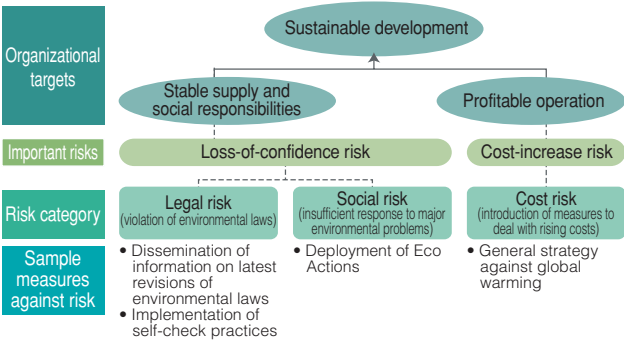 Organizational
targets
Sustainable development
Stable supply and
social responsibilities
Profitable operation
Important risks
Loss-of-confidence risk
Cost-increase risk
Risk category
Legal risk
(violation of environmental laws)
Social risk
(insufficient response to major
environmental problems)
Cost risk
(introduction of measures to
deal with rising costs)
Sample
measures
against risk
• Dissemination of
information on latest
revisions of
environmental laws
• Implementation of
self-check practices
• Deployment of Eco
Actions
• General strategy
against global
warming